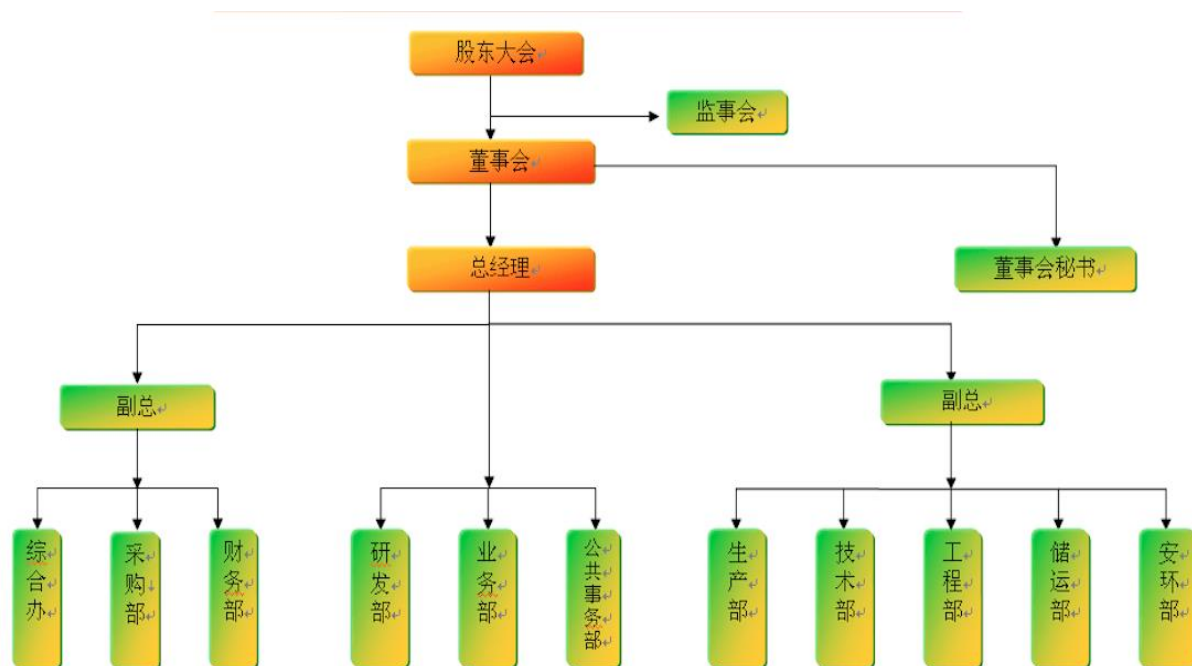 股东大会
监事会
董事会
总经理
董事会秘书
副总
副总
综合办
采购部
财务部
研发部
业务部
公共事务部
生产部
技术部
工程部
储运部
安环部